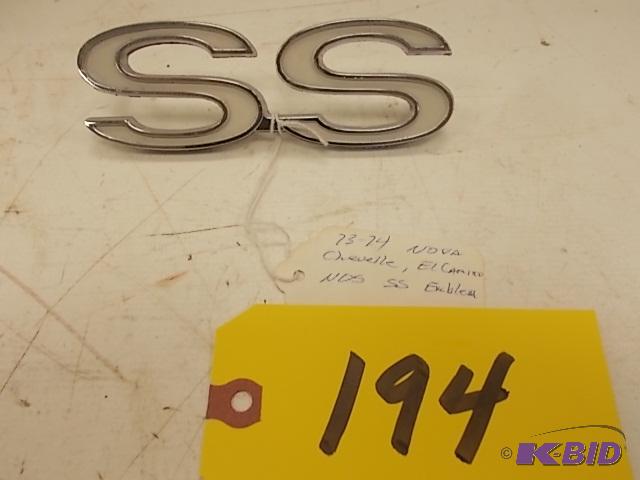 SS
73-74 NOVA
Chevelle, El Camino
NOS SS Emblem
194
© K-BID